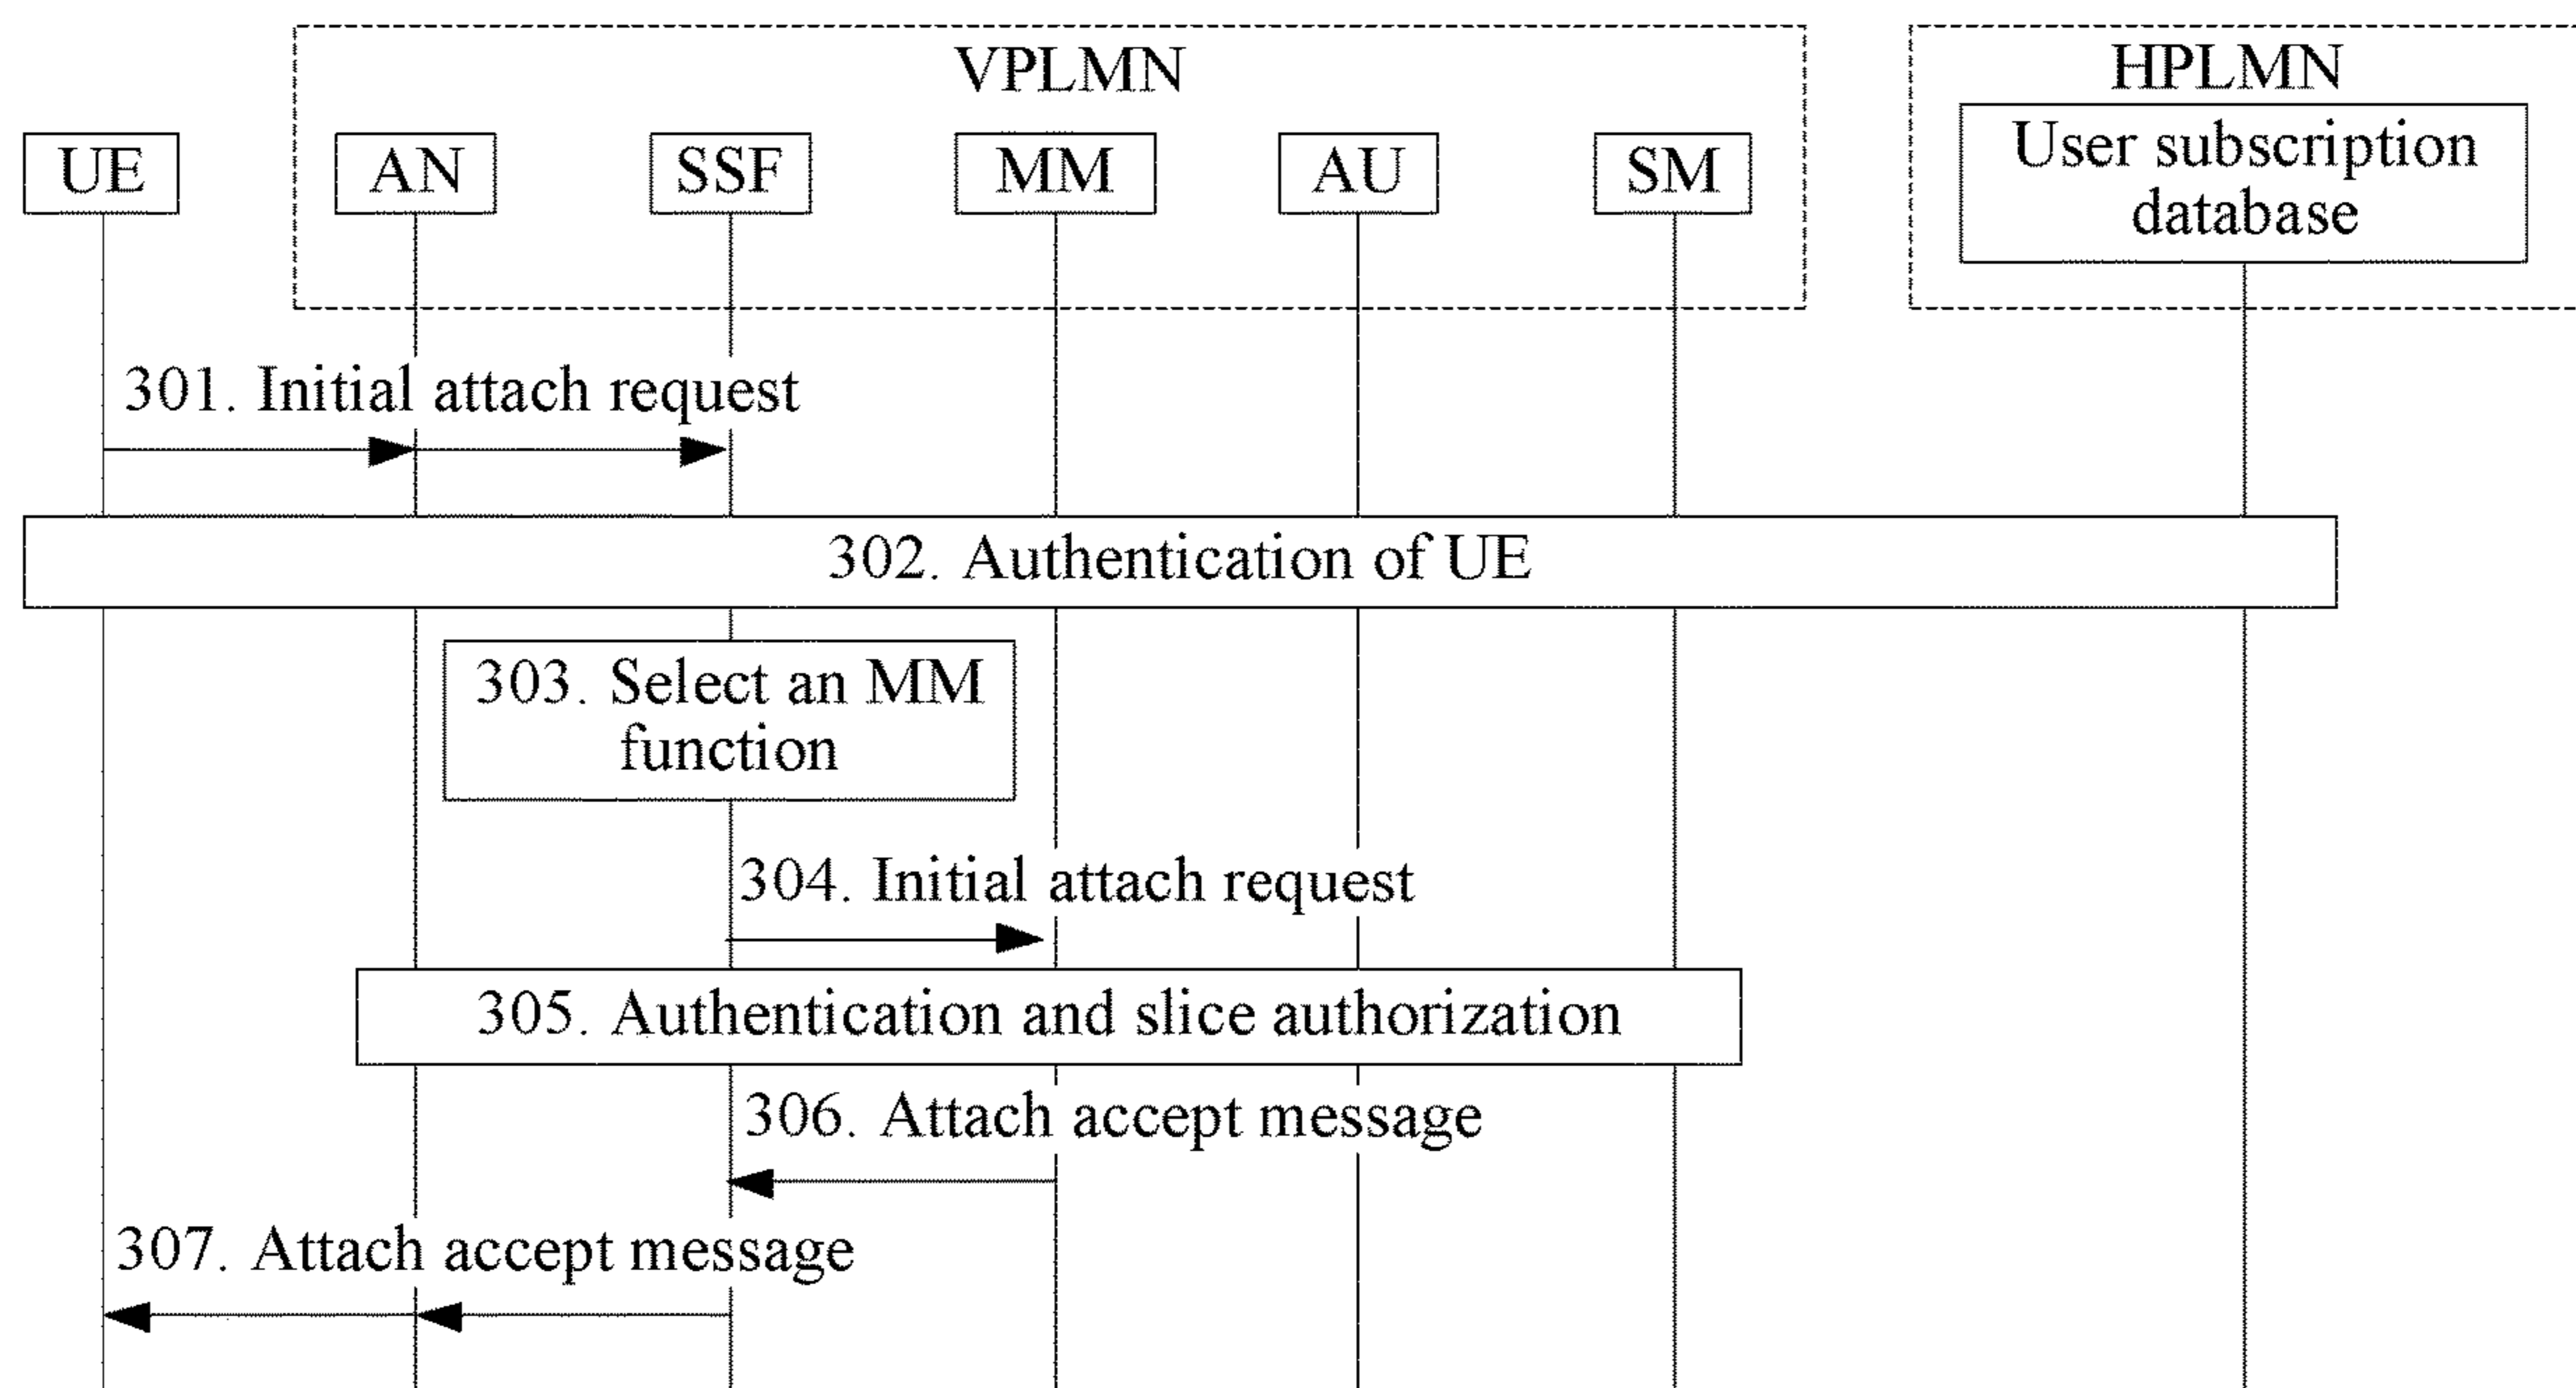 VPLMN
HPLMN
UE
AN
SSF
MM
AU
SM
User subscription
database
301. Initial attach request
302. Authentication of UE
303. Select an MM
function
304. Initial attach request
305. Authentication and slice authorization
306. Attach accept message
307. Attach accept message